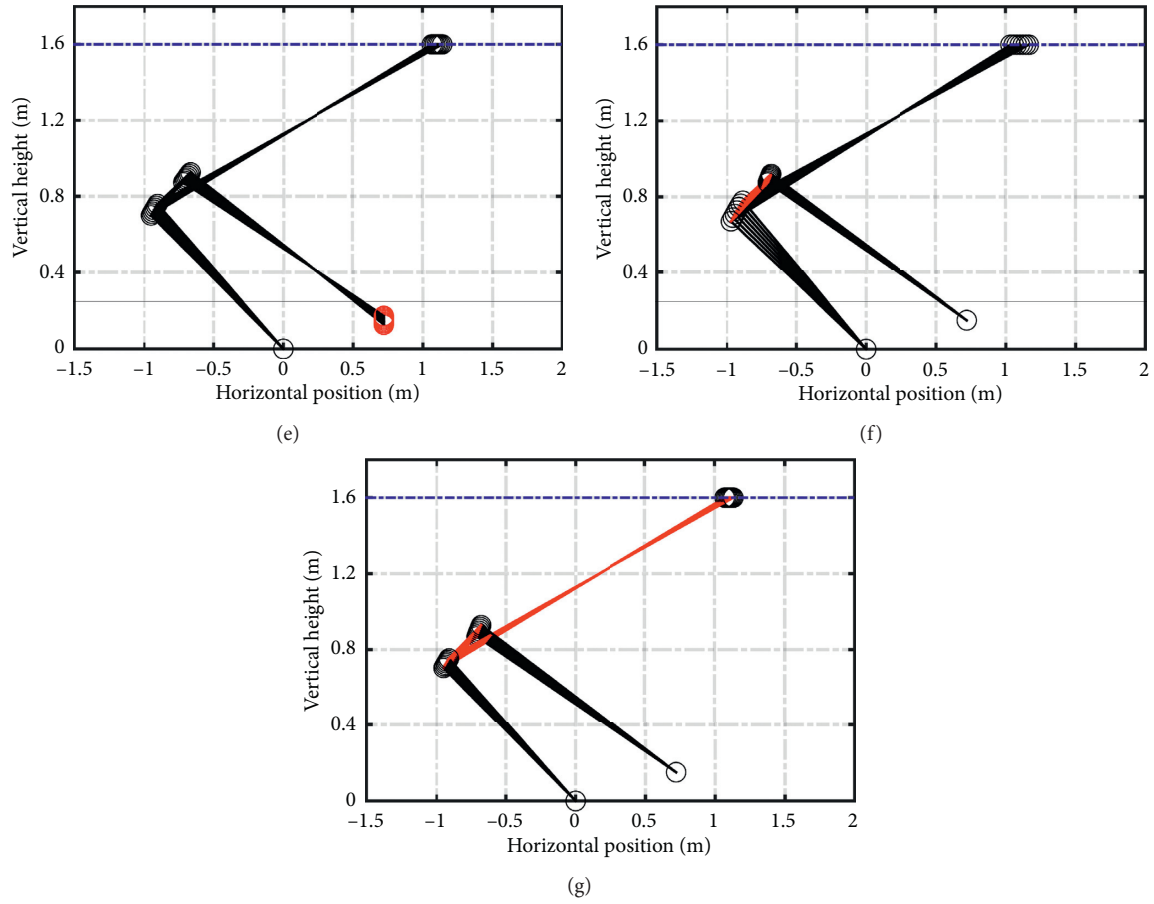 1.6
1.2
0.8
0.4
0
Vertical height (m)
–1.5 –1 –0.5 0 0.5 1 1.5 2
Horizontal position (m)
(e)
1.6
1.2
0.8
0.4
0
Vertical height (m)
–1.5 –1 –0.5 0 0.5 1 1.5 2
Horizontal position (m)
(f)
1.6
1.2
0.8
0.4
0
Vertical height (m)
–1.5 –1 –0.5 0 0.5 1 1.5 2
Horizontal position (m)
(g)